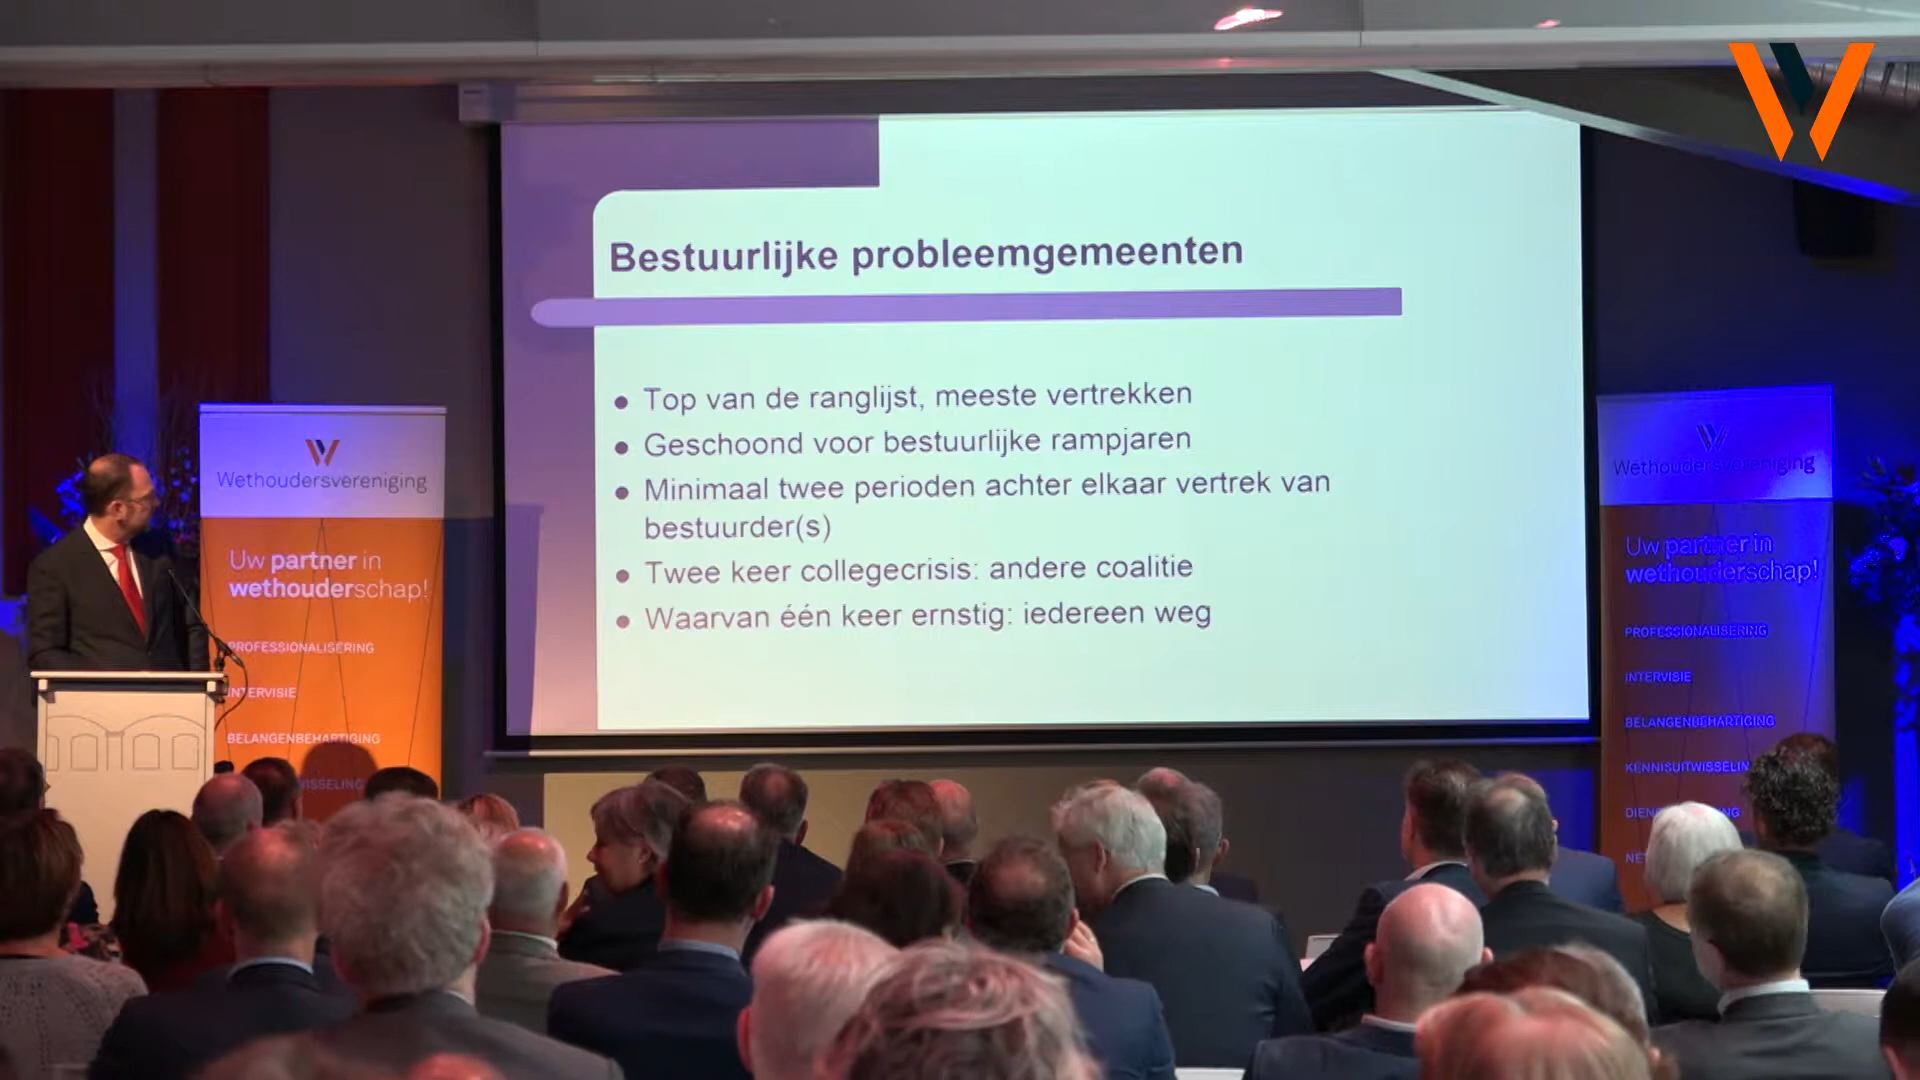 Bestuurlijke probleemgemeenten
● Top van de ranglijst, meeste vertrekken
● Geschoond voor bestuurlijke rampjaren
● Minimaal twee perioden achter elkaar vertrek van
bestuurder(s)
● Twee keer collegecrisis: andere coalitie
● Waarvan één keer ernstig: iedereen weg
Wethoudersvereniging
Uw partner in
wethouderschap!
PROFESSIONALISERING
INTERVISIE
BELANGENBEHARTIGING
Wethoudersvereniging
Uw partner in
wethouderschap!
PROFESSIONALISERING
INTERVISIE
BELANGENBEHARTIGING